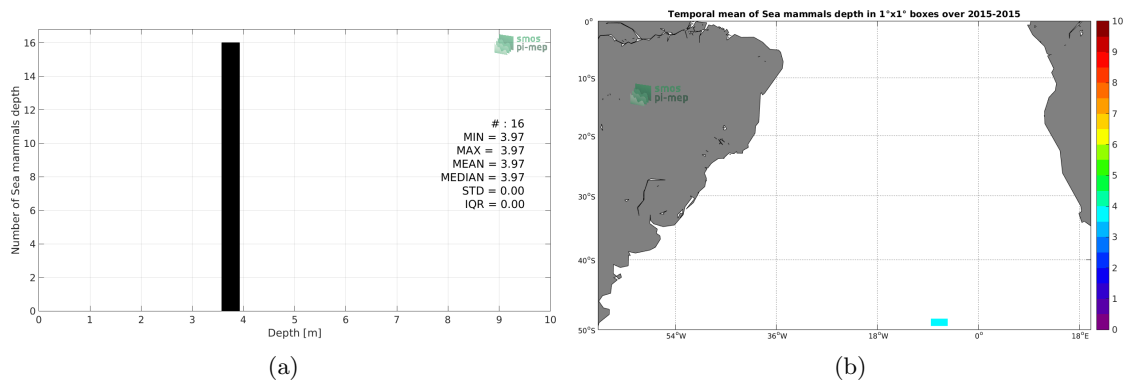 smos
pi-mep
Number of Sea mammals depth
16
14
12
10
8
6
4
2
0
# : 16
MIN = 3.97
MAX = 3.97
MEAN = 3.97
MEDIAN = 3.97
STD = 0.00
IQR = 0.00
0 1 2 3 4 5 6 7 8 9 10
Depth [m]
(a)
Temporal mean of Sea mammals depth in 1°x1° boxes over 2015-2015
0°
10°S
20°S
30°S
40°S
50°S
smos
pi-mep
54°W 36°W 18°W 0° 18°E
10
9
8
7
6
5
4
3
2
1
0
(b)